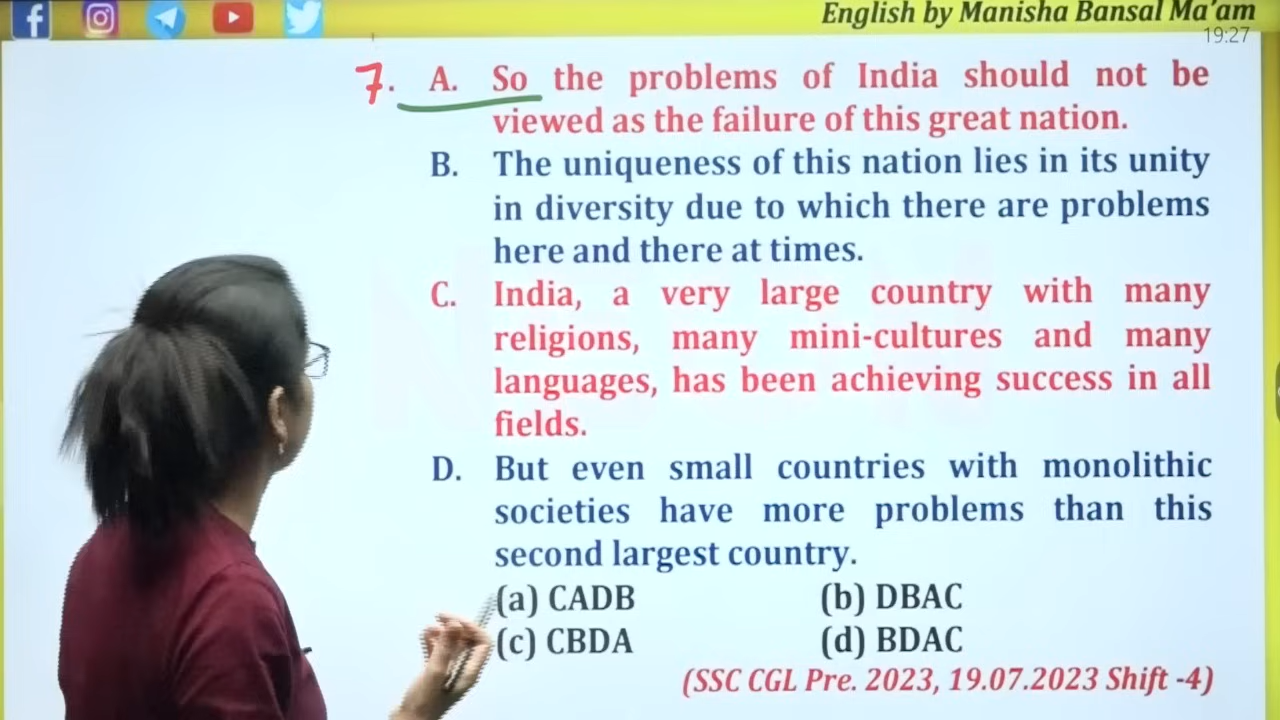 English by Manisha Bansal Ma'am
19:27
7. A. So the problems of India should not be
viewed as the failure of this great nation.
B. The uniqueness of this nation lies in its unity
in diversity due to which there are problems
here and there at times.
C. India, a very large country with many
religions, many mini-cultures and many
languages, has been achieving success in all
fields.
D. But even small countries with monolithic
societies have more problems than this
second largest country.
(a) CADB (b) DBAC
(c) CBDA (d) BDAC
(SSC CGL Pre. 2023, 19.07.2023 Shift -4)